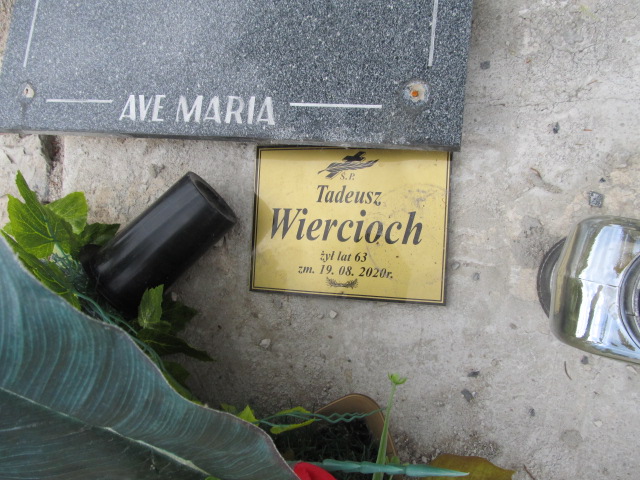 AVE MARIA
Ś.P.
Tadeusz
Wiercioch
żył lat 63
zm. 19. 08. 2020r.